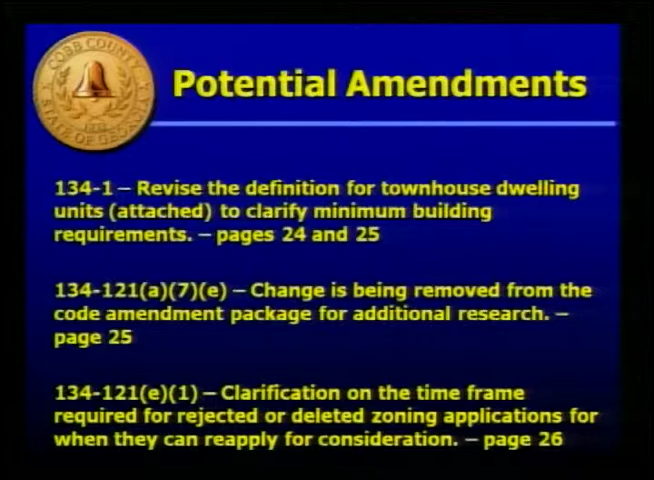 COBB COUNTY
STATE OF GEORGIA
Potential Amendments
134-1 – Revise the definition for townhouse dwelling
units (attached) to clarify minimum building
requirements. – pages 24 and 25
134-121(a)(7)(e) – Change is being removed from the
code amendment package for additional research. –
page 25
134-121(e)(1) – Clarification on the time frame
required for rejected or deleted zoning applications for
when they can reapply for consideration. – page 26